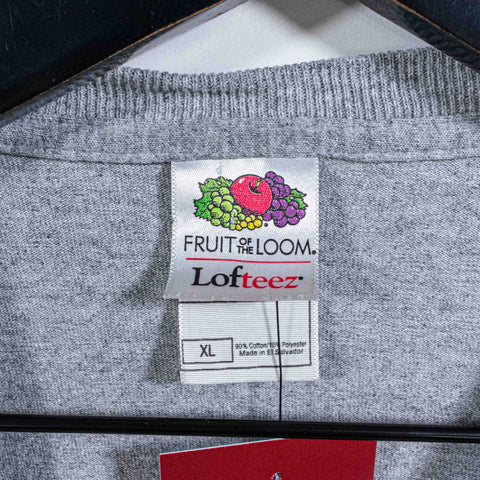 FRUIT OF THE LOOM®
Lofteez®
XL
90% Cotton/10% Polyester
Made in El Salvador